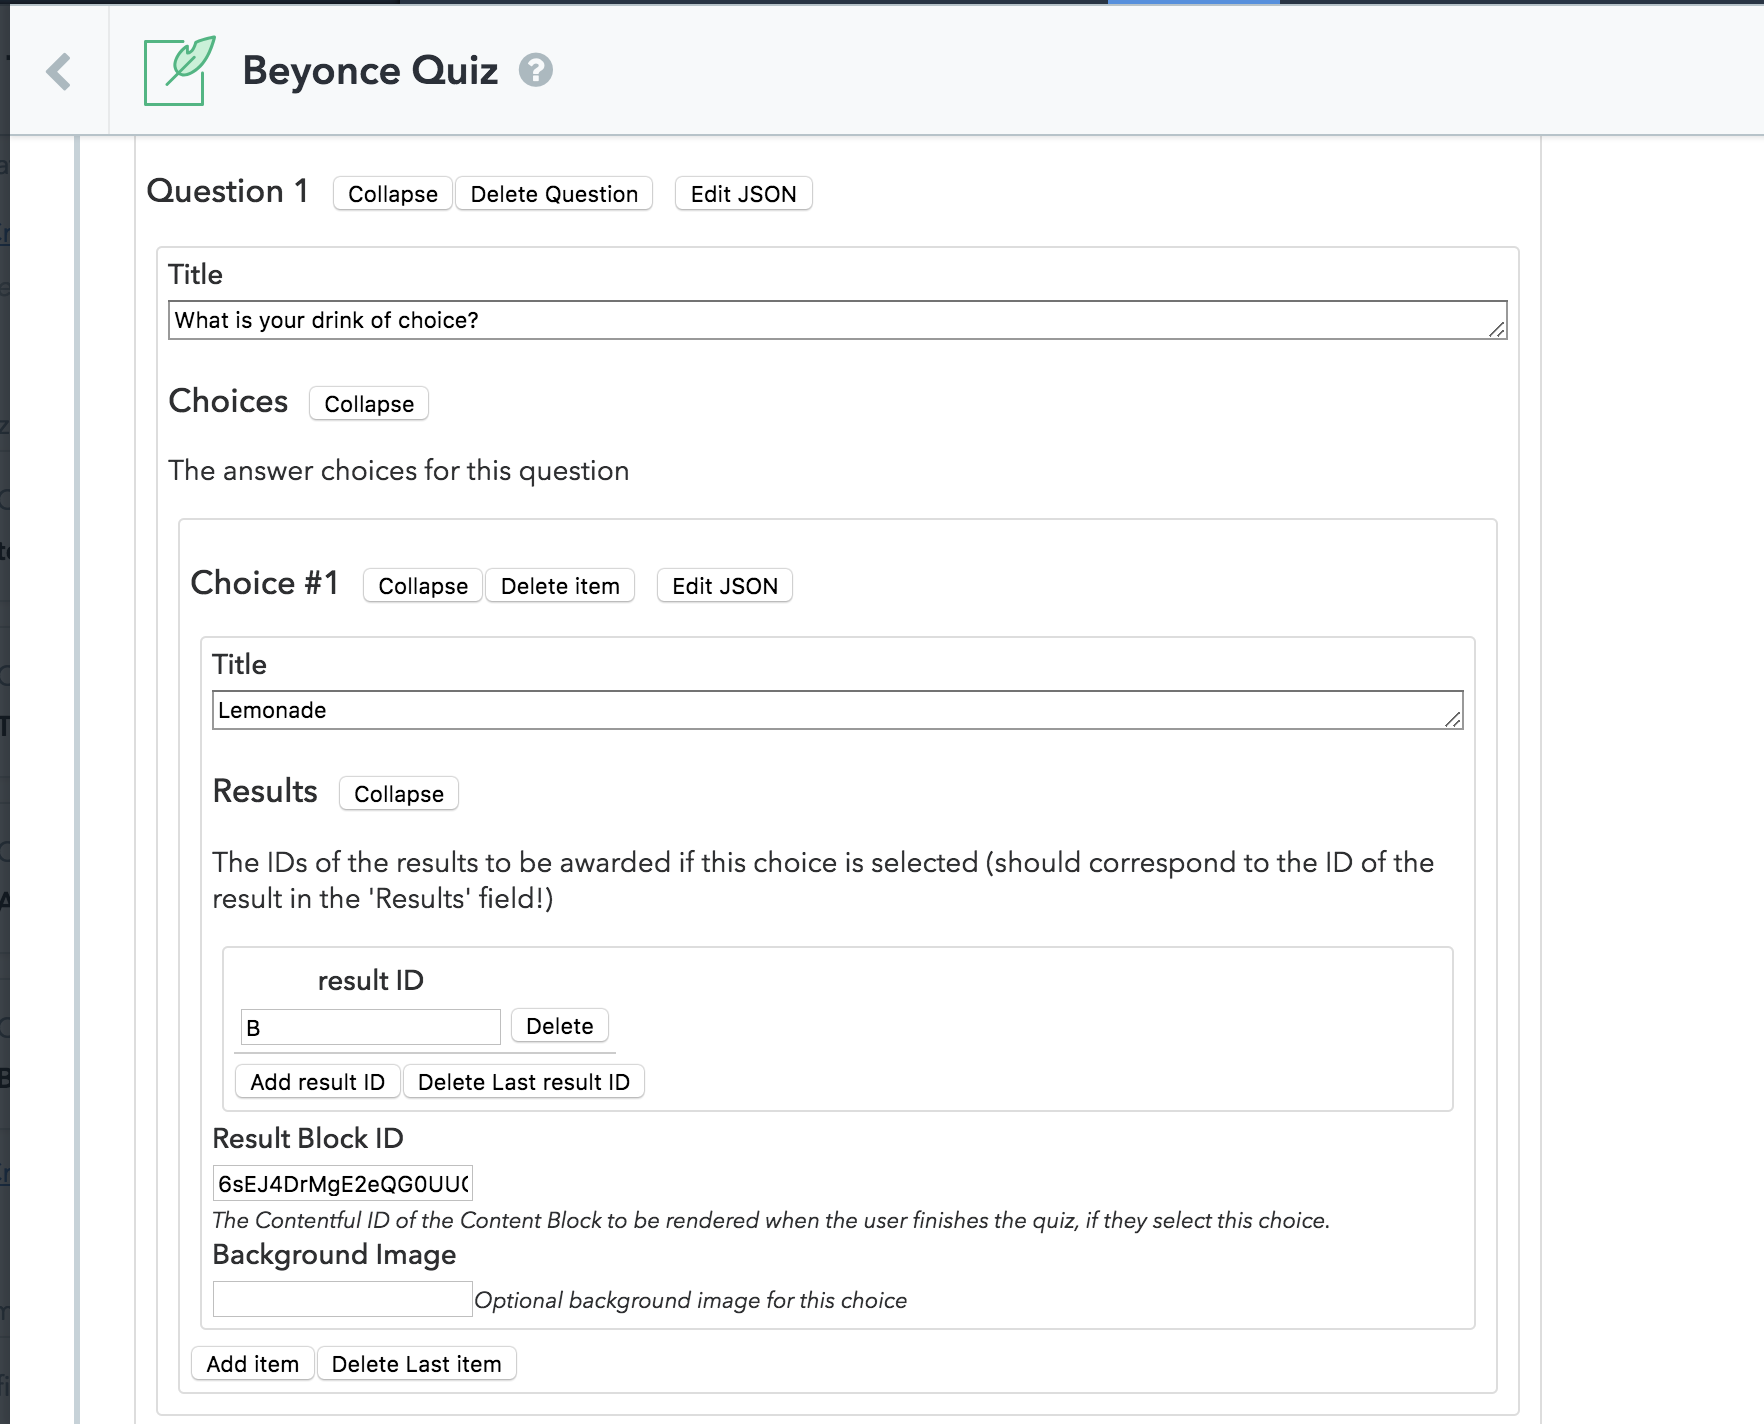 Beyonce Quiz ?
Question 1 Collapse Delete Question Edit JSON
Title
What is your drink of choice?
Choices Collapse
The answer choices for this question
Choice #1 Collapse Delete item Edit JSON
Title
Lemonade
Results Collapse
The IDs of the results to be awarded if this choice is selected (should correspond to the ID of the
result in the 'Results' field!)
result ID
B Delete
Add result ID Delete Last result ID
Result Block ID
6sEJ4DrMgE2eQG0UU
The Contentful ID of the Content Block to be rendered when the user finishes the quiz, if they select this choice.
Background Image
Optional background image for this choice
Add item Delete Last item